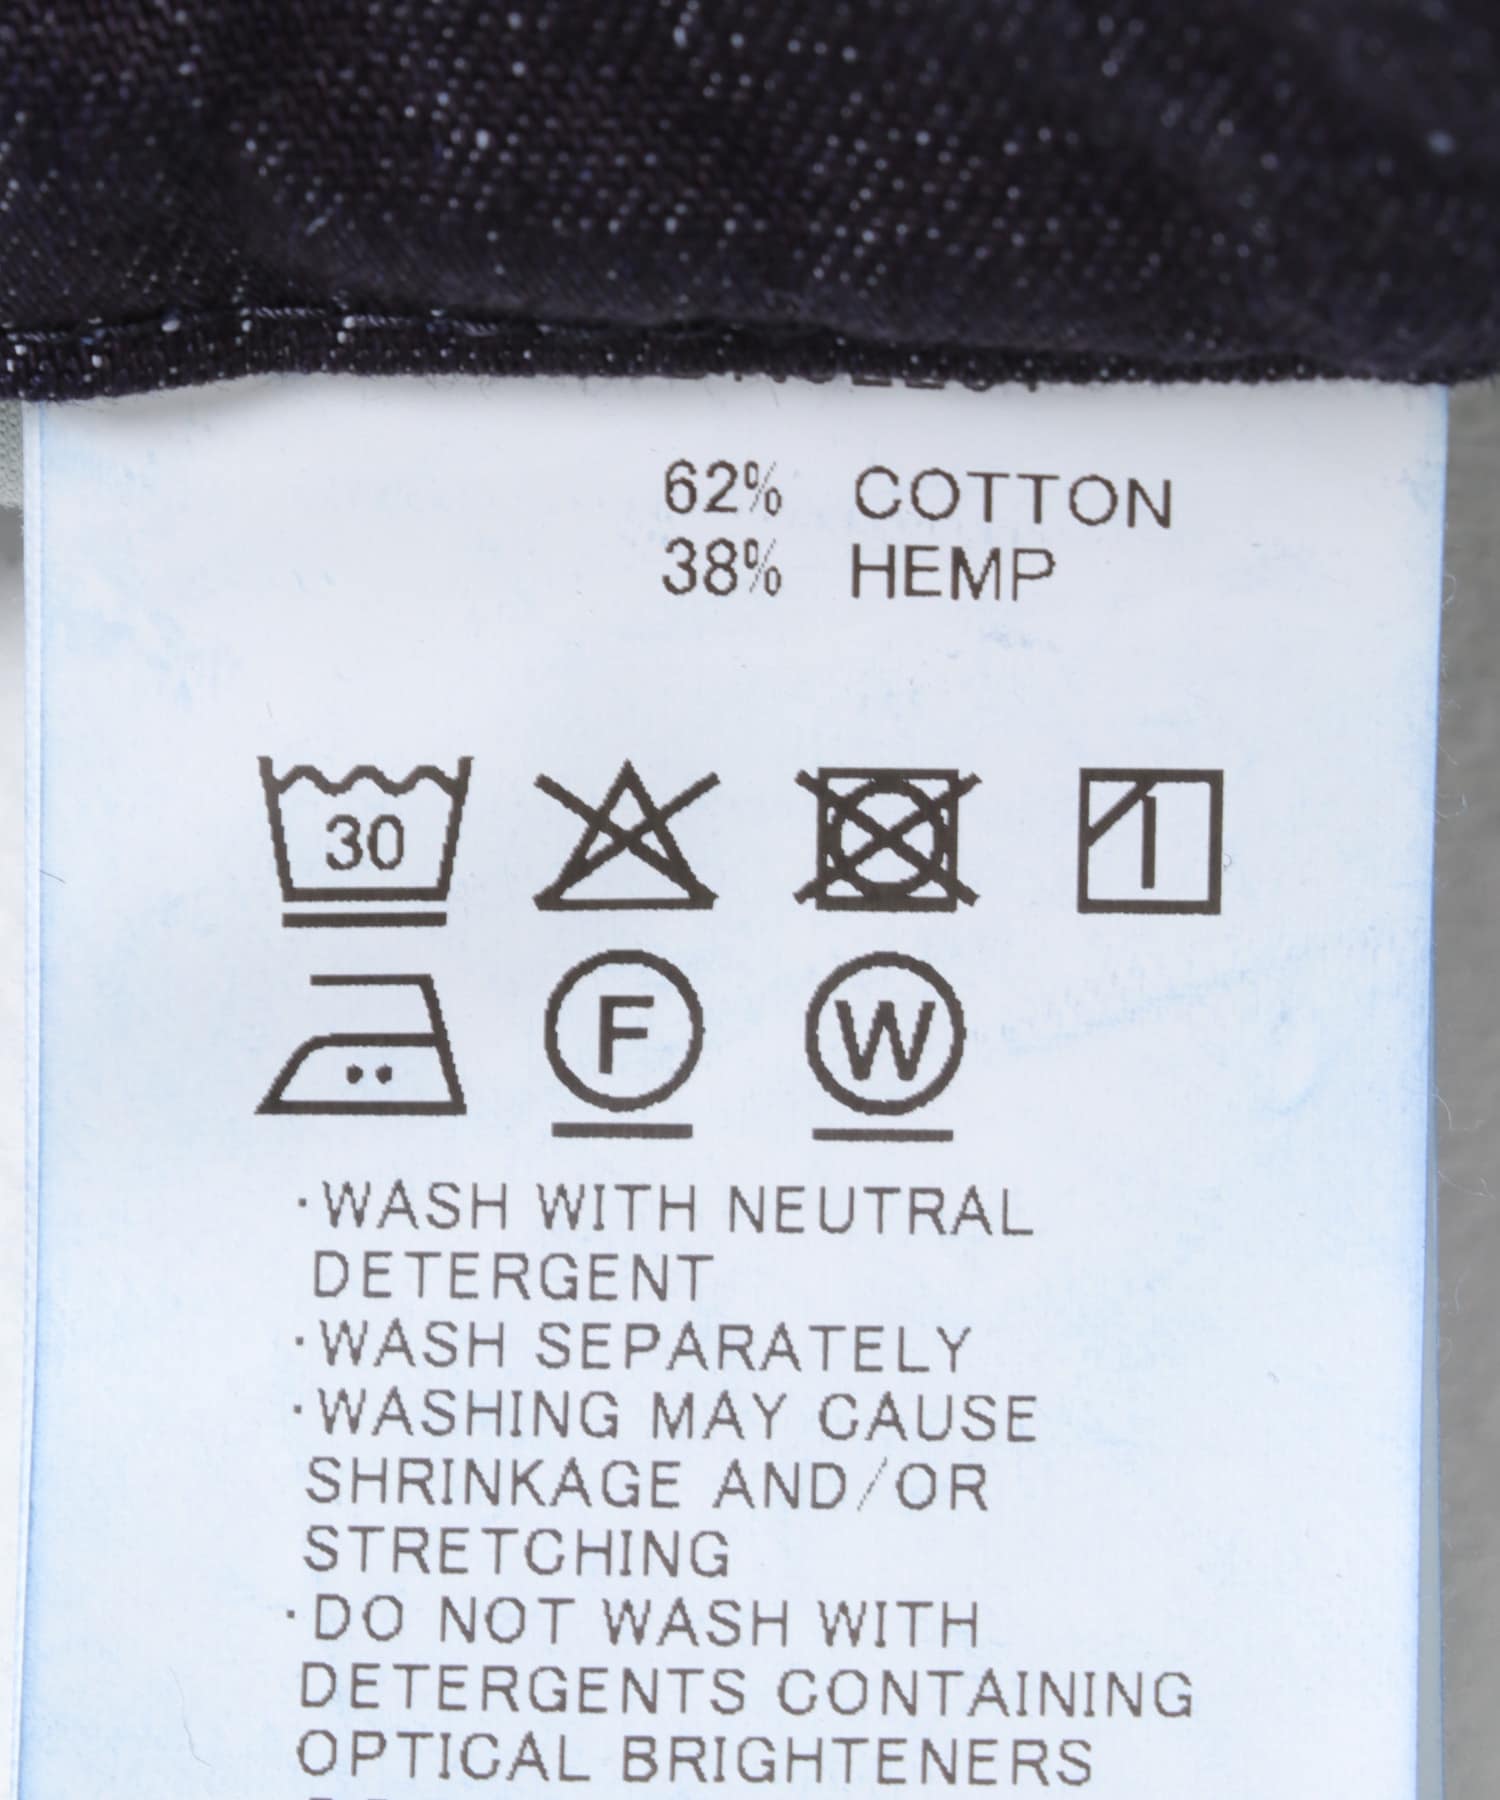 62% COTTON
38% HEMP
30
F W
·WASH WITH NEUTRAL
DETERGENT
·WASH SEPARATELY
·WASHING MAY CAUSE
SHRINKAGE AND/OR
STRETCHING
·DO NOT WASH WITH
DETERGENTS CONTAINING
OPTICAL BRIGHTENERS